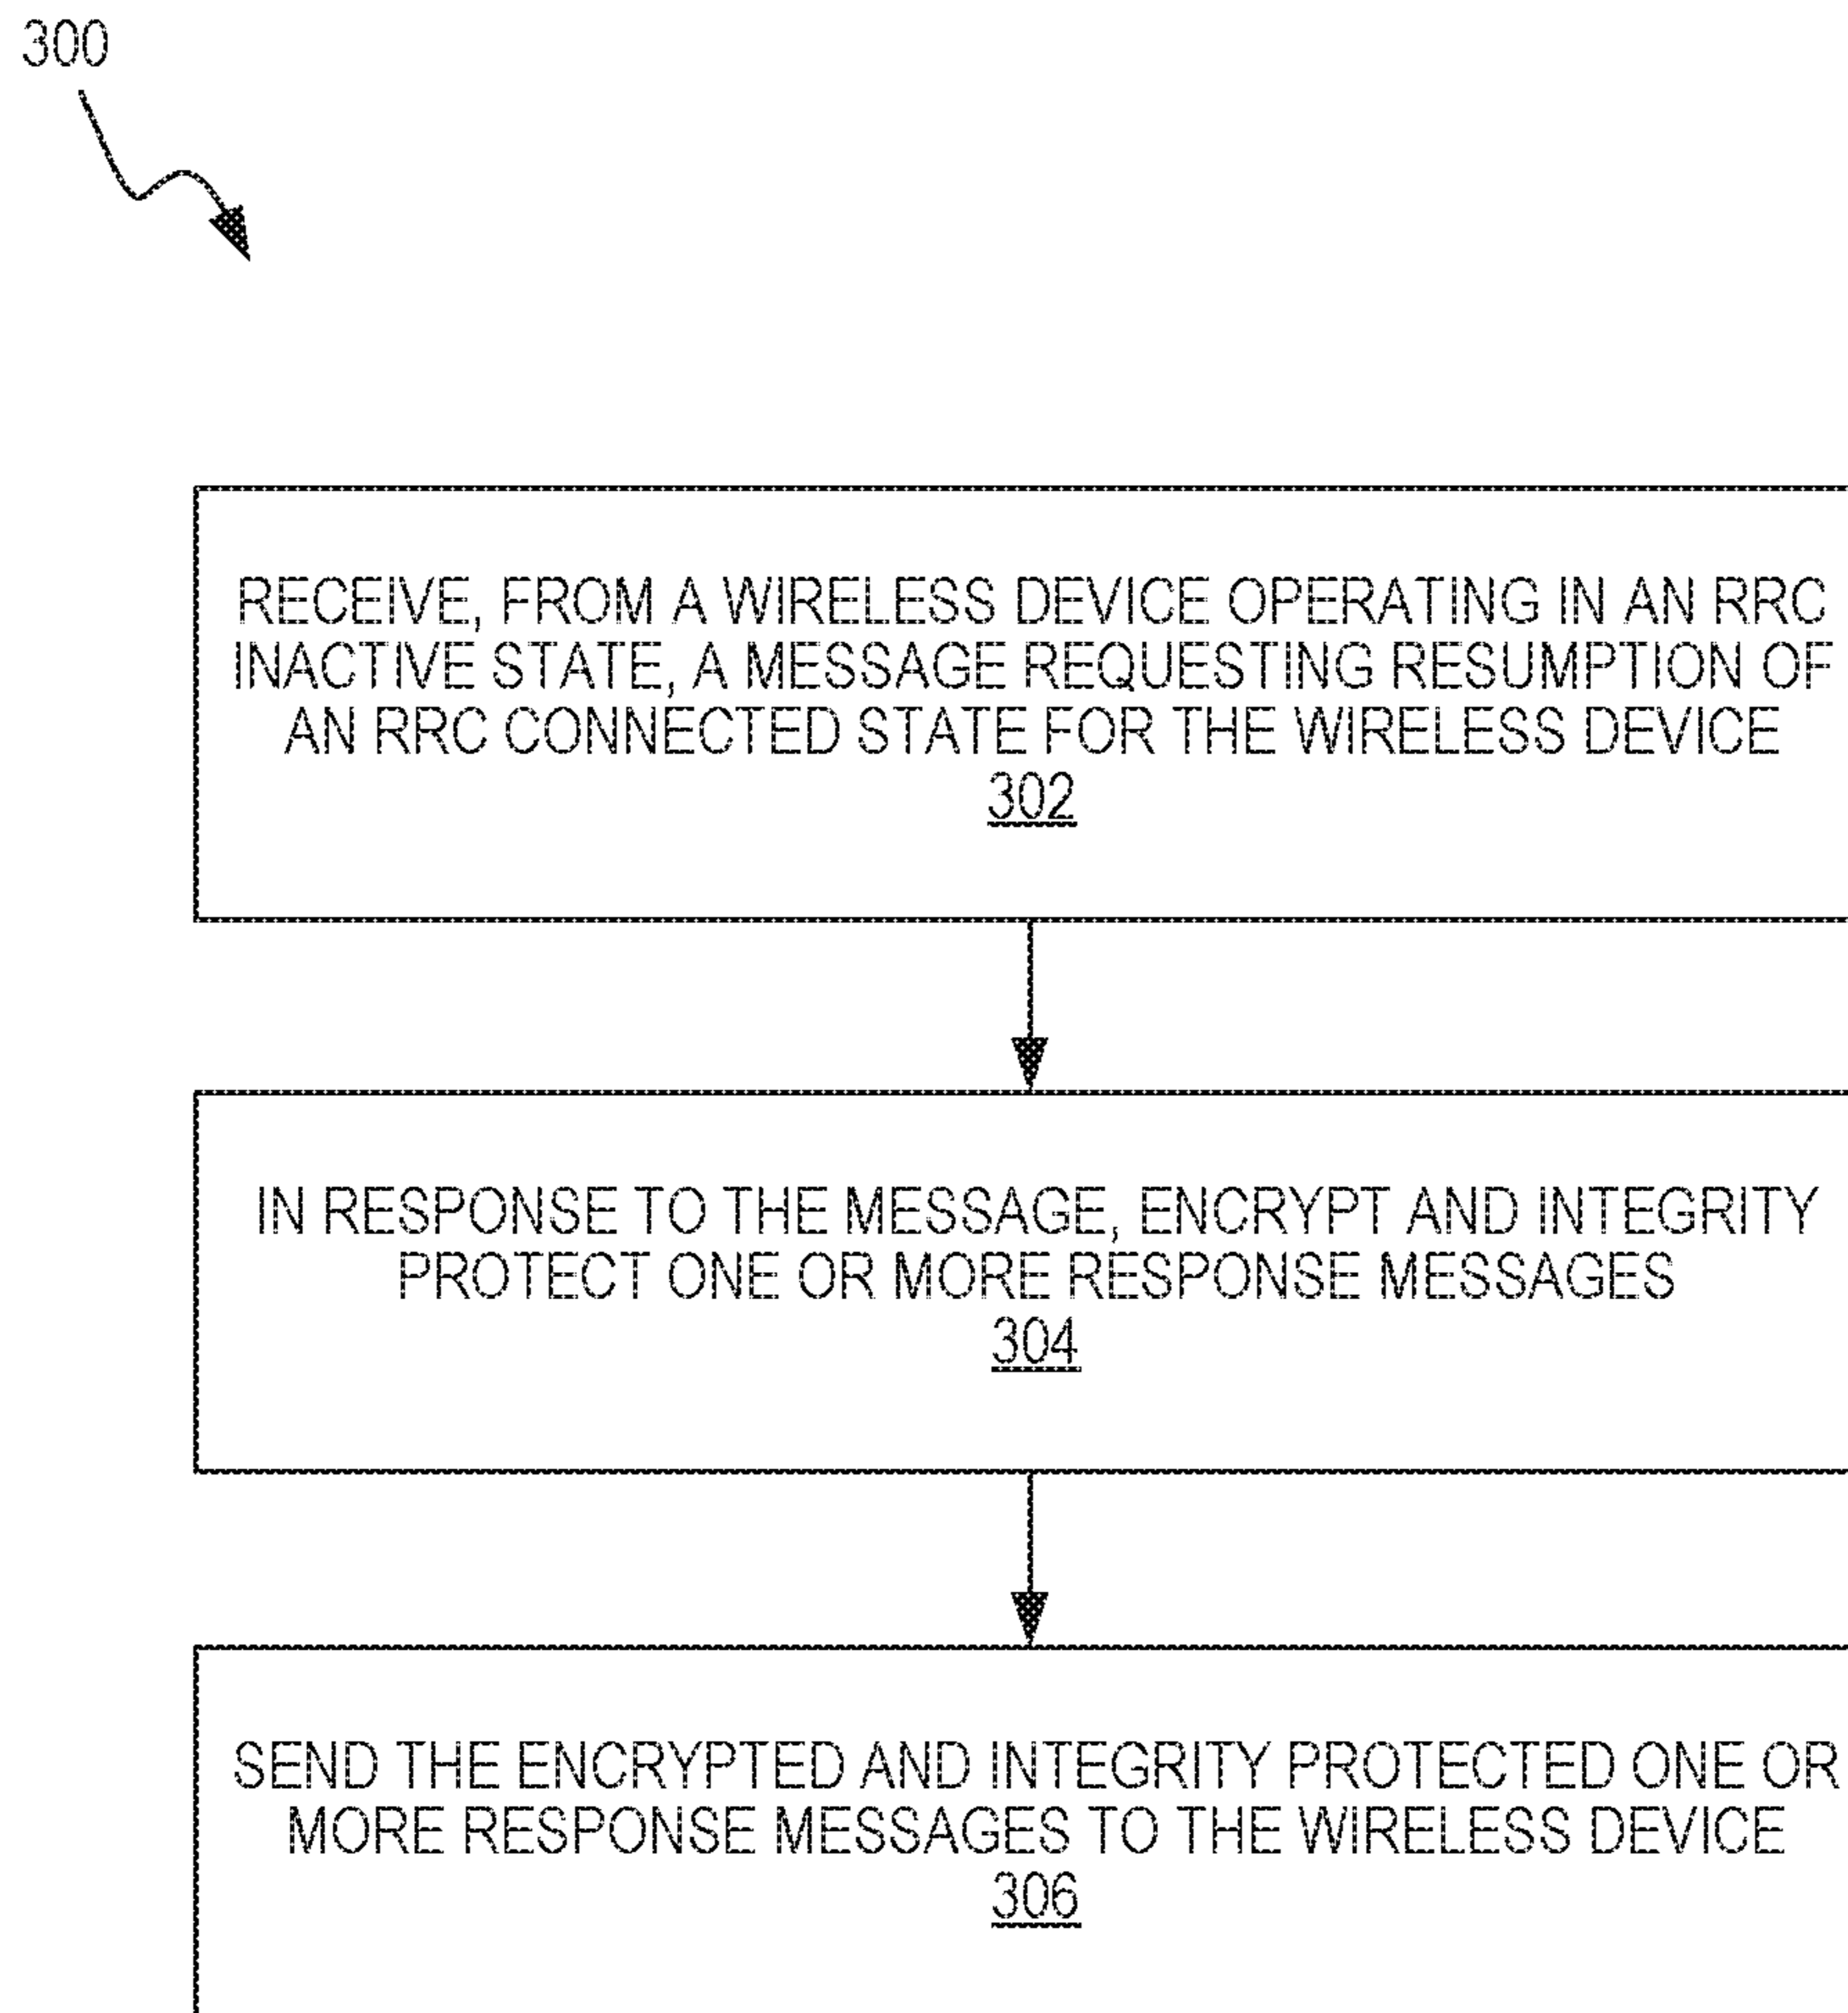 300
RECEIVE, FROM A WIRELESS DEVICE OPERATING IN AN RRC
INACTIVE STATE, A MESSAGE REQUESTING RESUMPTION OF
AN RRC CONNECTED STATE FOR THE WIRELESS DEVICE
302
IN RESPONSE TO THE MESSAGE, ENCRYPT AND INTEGRITY
PROTECT ONE OR MORE RESPONSE MESSAGES
304
SEND THE ENCRYPTED AND INTEGRITY PROTECTED ONE OR
MORE RESPONSE MESSAGES TO THE WIRELESS DEVICE
306